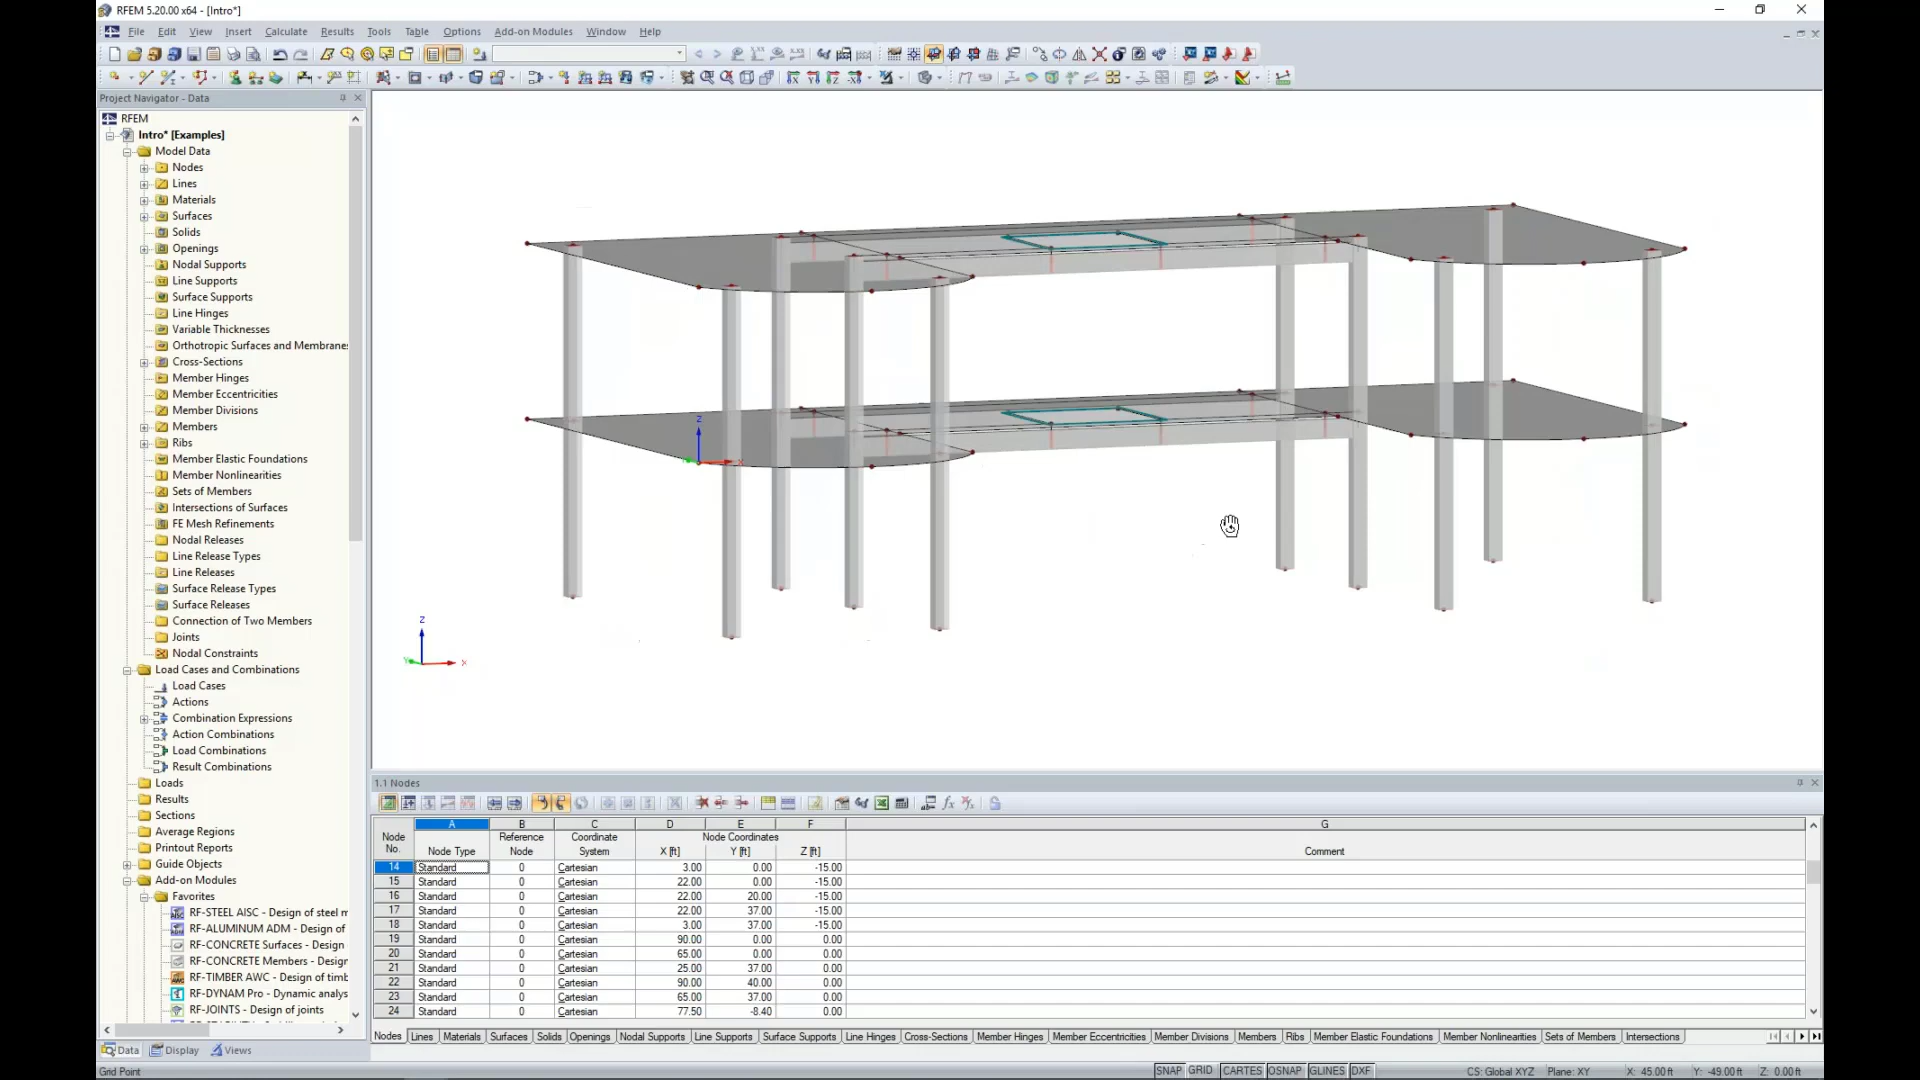 RFEM 5.20.00 x64 - [Intro*]
File Edit View Insert Calculate Results Tools Table Options Add-on Modules Window Help
Project Navigator - Data
RFEM
Intro* [Examples]
Model Data
Nodes
Lines
Materials
Surfaces
Solids
Openings
Nodal Supports
Line Supports
Surface Supports
Line Hinges
Variable Thicknesses
Orthotropic Surfaces and Membranes
Cross-Sections
Member Hinges
Member Eccentricities
Member Divisions
Members
Ribs
Member Elastic Foundations
Member Nonlinearities
Sets of Members
Intersections of Surfaces
FE Mesh Refinements
Nodal Releases
Line Release Types
Line Releases
Surface Release Types
Surface Releases
Connection of Two Members
Joints
Nodal Constraints
Load Cases and Combinations
Load Cases
Actions
Combination Expressions
Action Combinations
Load Combinations
Result Combinations
Loads
Results
Sections
Average Regions
Printout Reports
Guide Objects
Add-on Modules
Favorites
RF-STEEL AISC - Design of steel m
RF-ALUMINUM ADM - Design of
RF-CONCRETE Surfaces - Design
RF-CONCRETE Members - Design
RF-TIMBER AWC - Design of timb
RF-DYNAM Pro - Dynamic analys
RF-JOINTS - Design of joints
Data Display Views
Z
X
Z
Y
X
1.1 Nodes
A B C D E F G
Node No. Node Type Reference Node Coordinate System Node Coordinates X [ft] Y [ft] Z [ft] Comment
14 Standard 0 Cartesian 3.00 0.00 -15.00
15 Standard 0 Cartesian 22.00 0.00 -15.00
16 Standard 0 Cartesian 22.00 20.00 -15.00
17 Standard 0 Cartesian 22.00 37.00 -15.00
18 Standard 0 Cartesian 3.00 37.00 -15.00
19 Standard 0 Cartesian 90.00 0.00 0.00
20 Standard 0 Cartesian 65.00 0.00 0.00
21 Standard 0 Cartesian 25.00 37.00 0.00
22 Standard 0 Cartesian 90.00 40.00 0.00
23 Standard 0 Cartesian 65.00 37.00 0.00
24 Standard 0 Cartesian 77.50 -8.40 0.00
Nodes Lines Materials Surfaces Solids Openings Nodal Supports Line Supports Surface Supports Line Hinges Cross-Sections Member Hinges Member Eccentricities Member Divisions Members Ribs Member Elastic Foundations Member Nonlinearities Sets of Members Intersections
Grid Point SNAP GRID CARTES OSNAP GLINES DXF CS: Global XYZ Plane: XY X: 45.00 ft Y: -49.00 ft Z: 0.00 ft